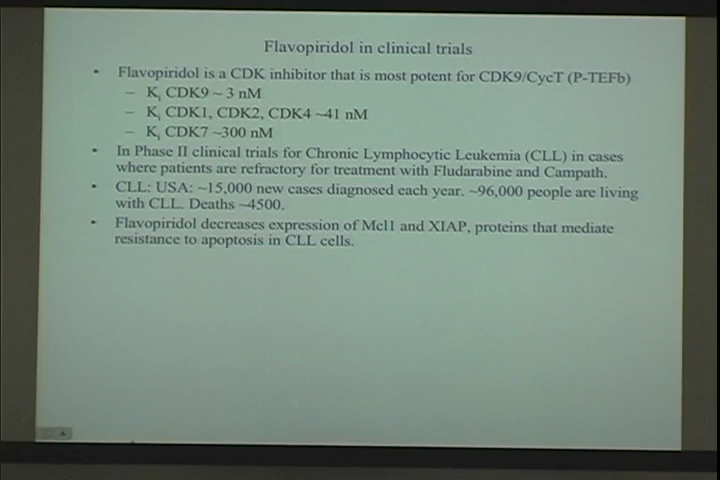 Flavopiridol in clinical trials
• Flavopiridol is a CDK inhibitor that is most potent for CDK9/CycT (P-TEFb)
– Ki CDK9 ~ 3 nM
– Ki CDK1, CDK2, CDK4 ~41 nM
– Ki CDK7 ~300 nM
• In Phase II clinical trials for Chronic Lymphocytic Leukemia (CLL) in cases
where patients are refractory for treatment with Fludarabine and Campath.
• CLL: USA: ~15,000 new cases diagnosed each year. ~96,000 people are living
with CLL. Deaths ~4500.
• Flavopiridol decreases expression of Mcl1 and XIAP, proteins that mediate
resistance to apoptosis in CLL cells.